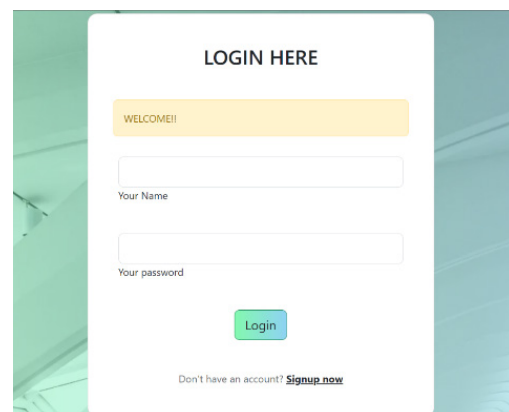 LOGIN HERE
WELCOME!!
Your Name
Your password
Login
Don't have an account? Signup now